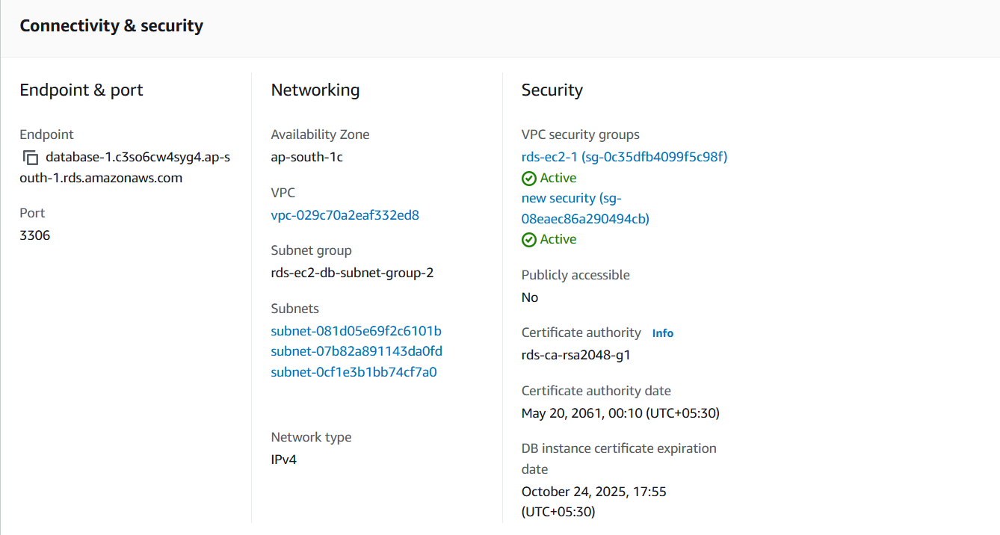 Connectivity & security
Endpoint & port
Endpoint
database-1.c3so6cw4syg4.ap-s
outh-1.rds.amazonaws.com
Port
3306
Networking
Availability Zone
ap-south-1c
VPC
vpc-029c70a2eaf332ed8
Subnet group
rds-ec2-db-subnet-group-2
Subnets
subnet-081d05e69f2c6101b
subnet-07b82a891143da0fd
subnet-0cf1e3b1bb74cf7a0
Network type
IPv4
Security
VPC security groups
rds-ec2-1 (sg-0c35dfb4099f5c98f)
Active
new security (sg-
08eaec86a290494cb)
Active
Publicly accessible
No
Certificate authority Info
rds-ca-rsa2048-g1
Certificate authority date
May 20, 2061, 00:10 (UTC+05:30)
DB instance certificate expiration
date
October 24, 2025, 17:55
(UTC+05:30)